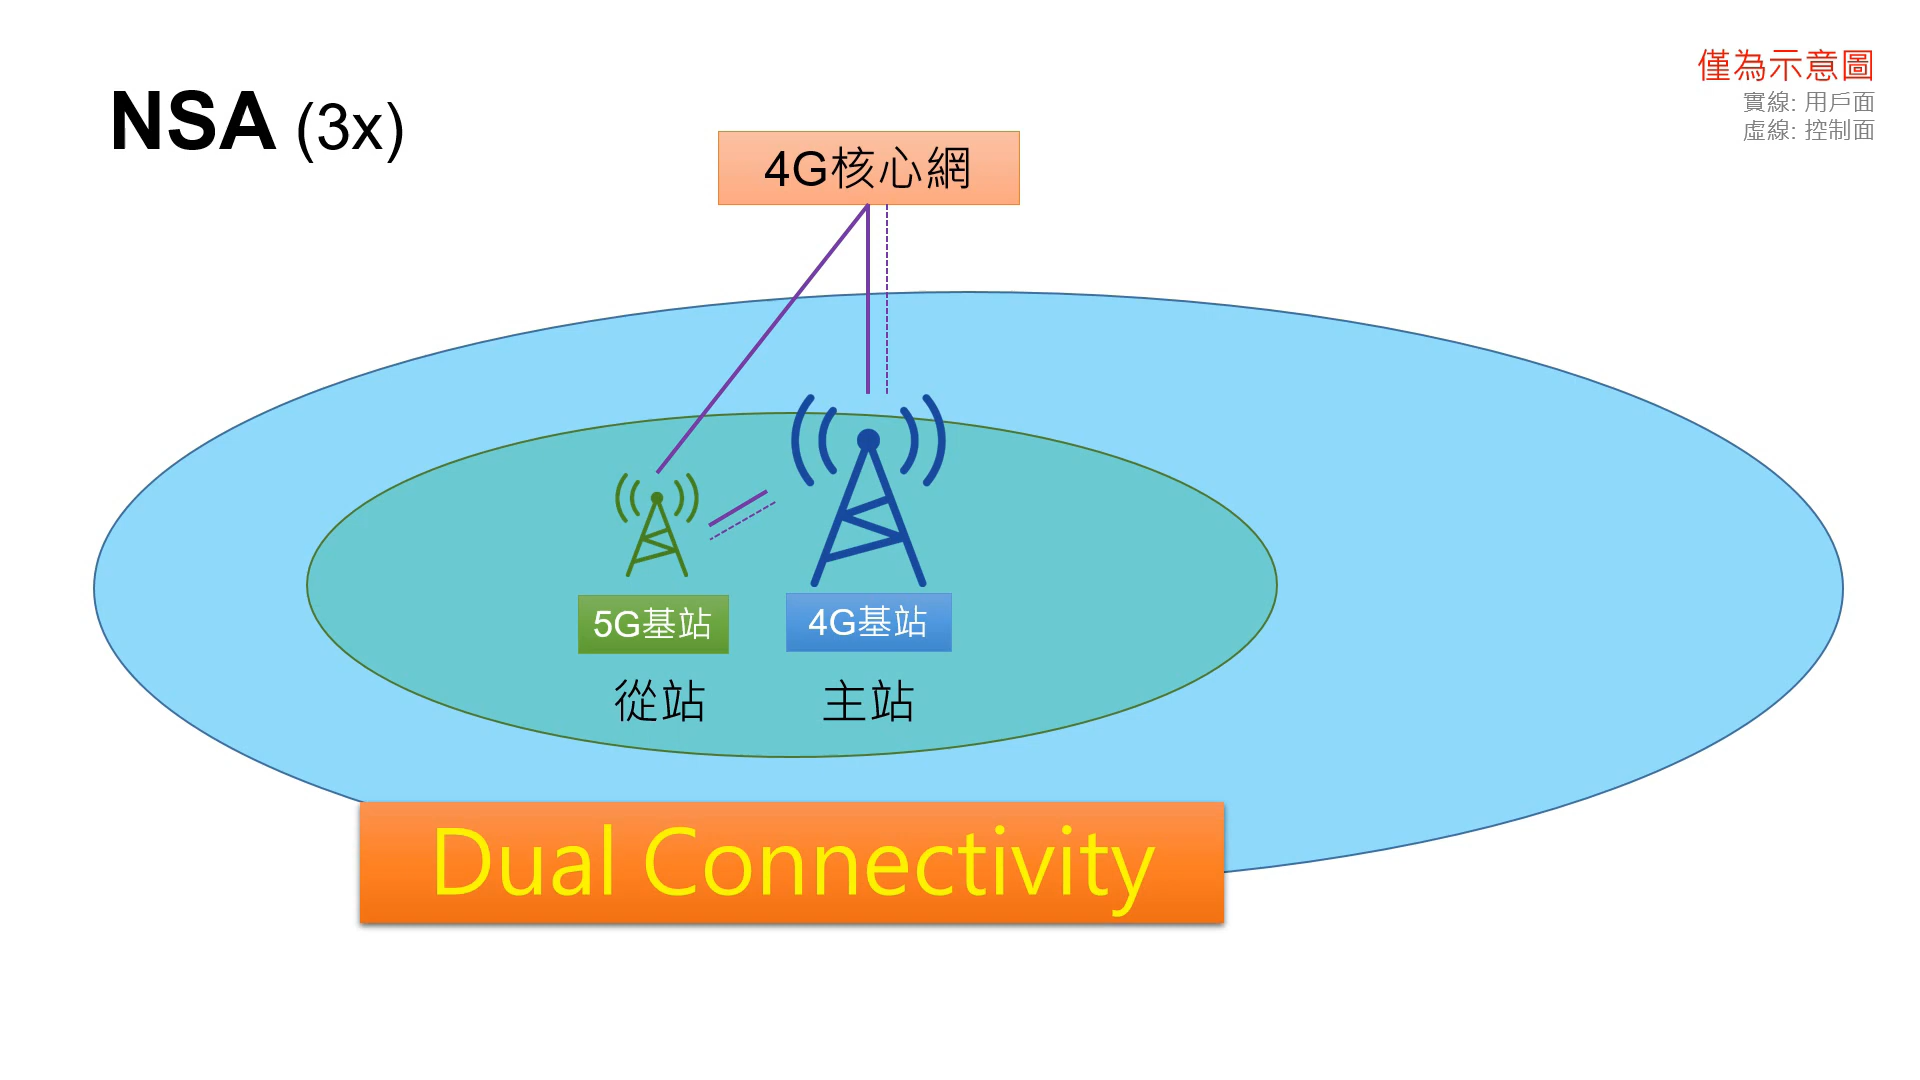 NSA (3x)
僅為示意圖
實線: 用戶面
虛線: 控制面
4G核心網
5G基站
4G基站
從站
主站
Dual Connectivity